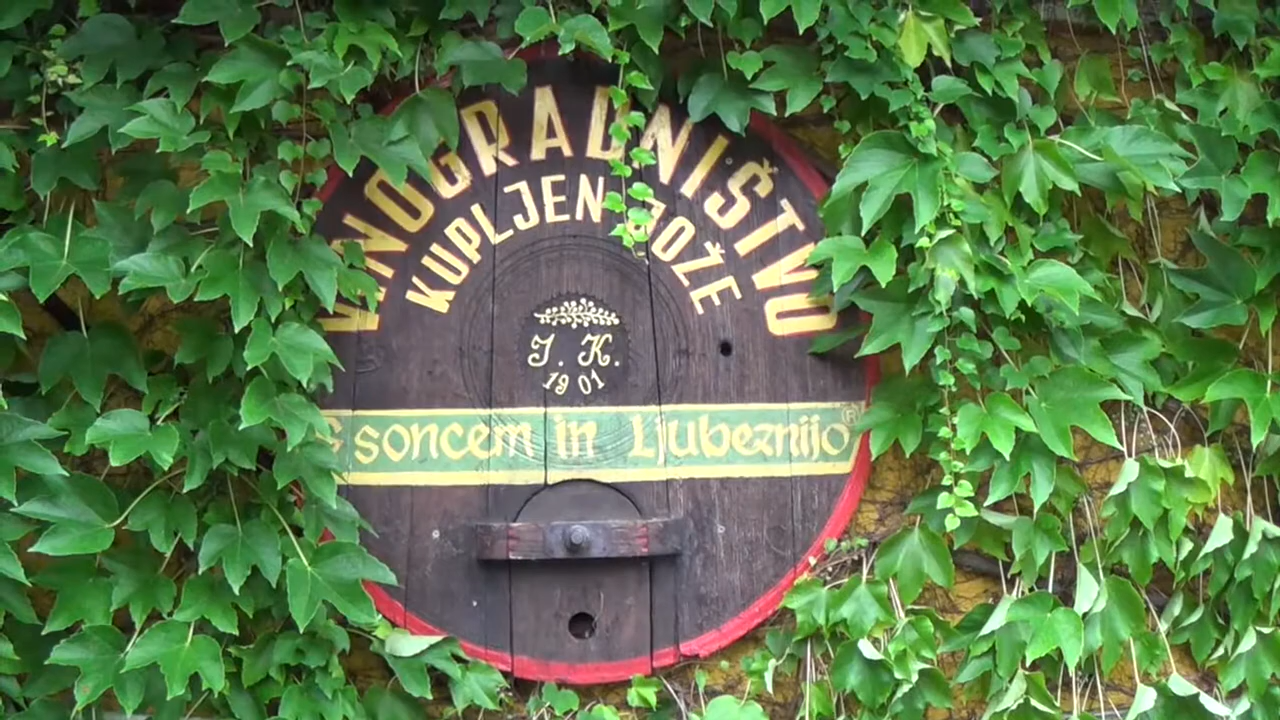 VINOGRADNIŠTVO
KUPLJEN JOŽE
J. K.
1901
S soncem in Ljubeznijo®